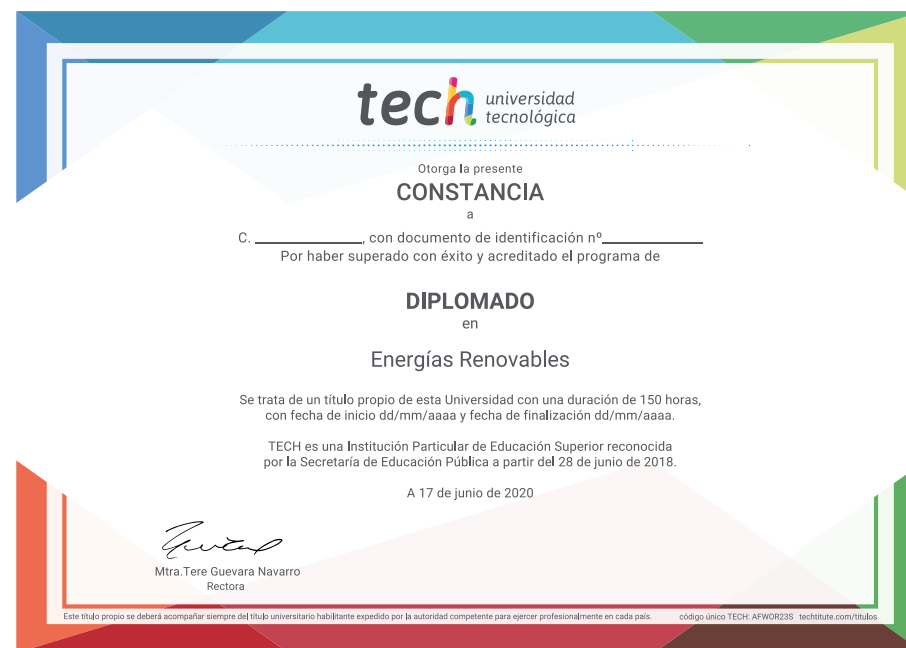 tech universidad
tecnológica
Otorga la presente
CONSTANCIA
a
C. ______________, con documento de identificación nº_____________
Por haber superado con éxito y acreditado el programa de
DIPLOMADO
en
Energías Renovables
Se trata de un título propio de esta Universidad con una duración de 150 horas,
con fecha de inicio dd/mm/aaaa y fecha de finalización dd/mm/aaaa.
TECH es una Institución Particular de Educación Superior reconocida
por la Secretaría de Educación Pública a partir del 28 de junio de 2018.
A 17 de junio de 2020
Mtra.Tere Guevara Navarro
Rectora
Este título propio se deberá acompañar siempre del título universitario habilitante expedido por la autoridad competente para ejercer profesionalmente en cada país. código único TECH: AFWOR23S techtitute.com/titulos